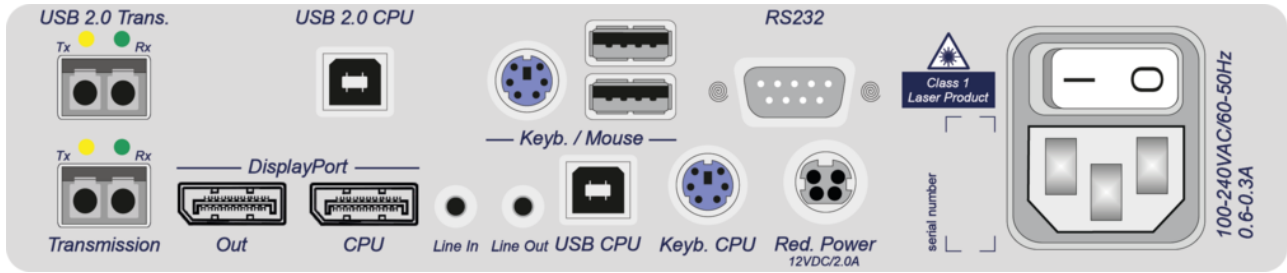 USB 2.0 Trans.
USB 2.0 CPU
RS232
Tx
Rx
Class 1
Laser Product
Keyb. / Mouse
Tx
Rx
DisplayPort
Transmission
Out
CPU
Line In
Line Out
USB CPU
Keyb. CPU
Red. Power
12VDC/2.0A
serial number
I O
100-240VAC/60-50Hz
0.6-0.3A